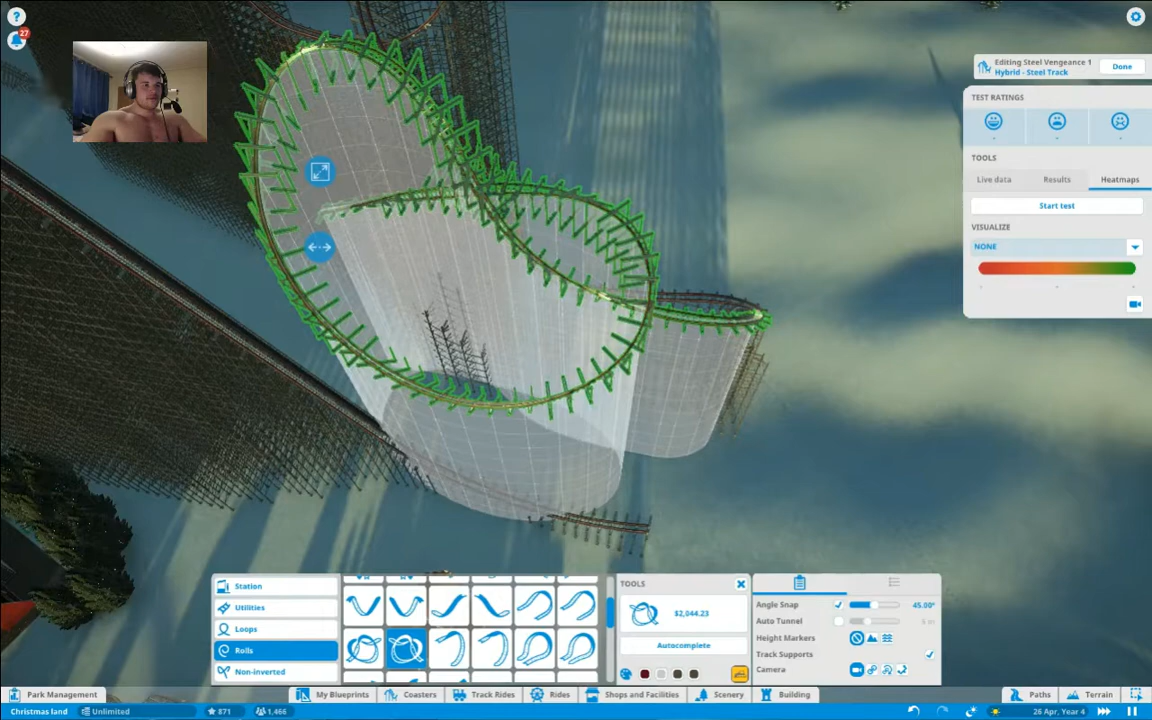 ?
27
Editing Steel Vengeance 1
Hybrid - Steel Track
Done
TEST RATINGS
-
-
-
TOOLS
Live data
Results
Heatmaps
Start test
VISUALIZE
NONE
-
-
-
Station
Utilities
Loops
Rolls
Non-inverted
TOOLS
$2,044.23
Autocomplete
Angle Snap
45.00°
Auto Tunnel
Height Markers
Track Supports
Camera
Park Management
My Blueprints
Coasters
Track Rides
Rides
Shops and Facilities
Scenery
Building
Paths
Terrain
Christmas land
Unlimited
871
1,466
26 Apr, Year 4